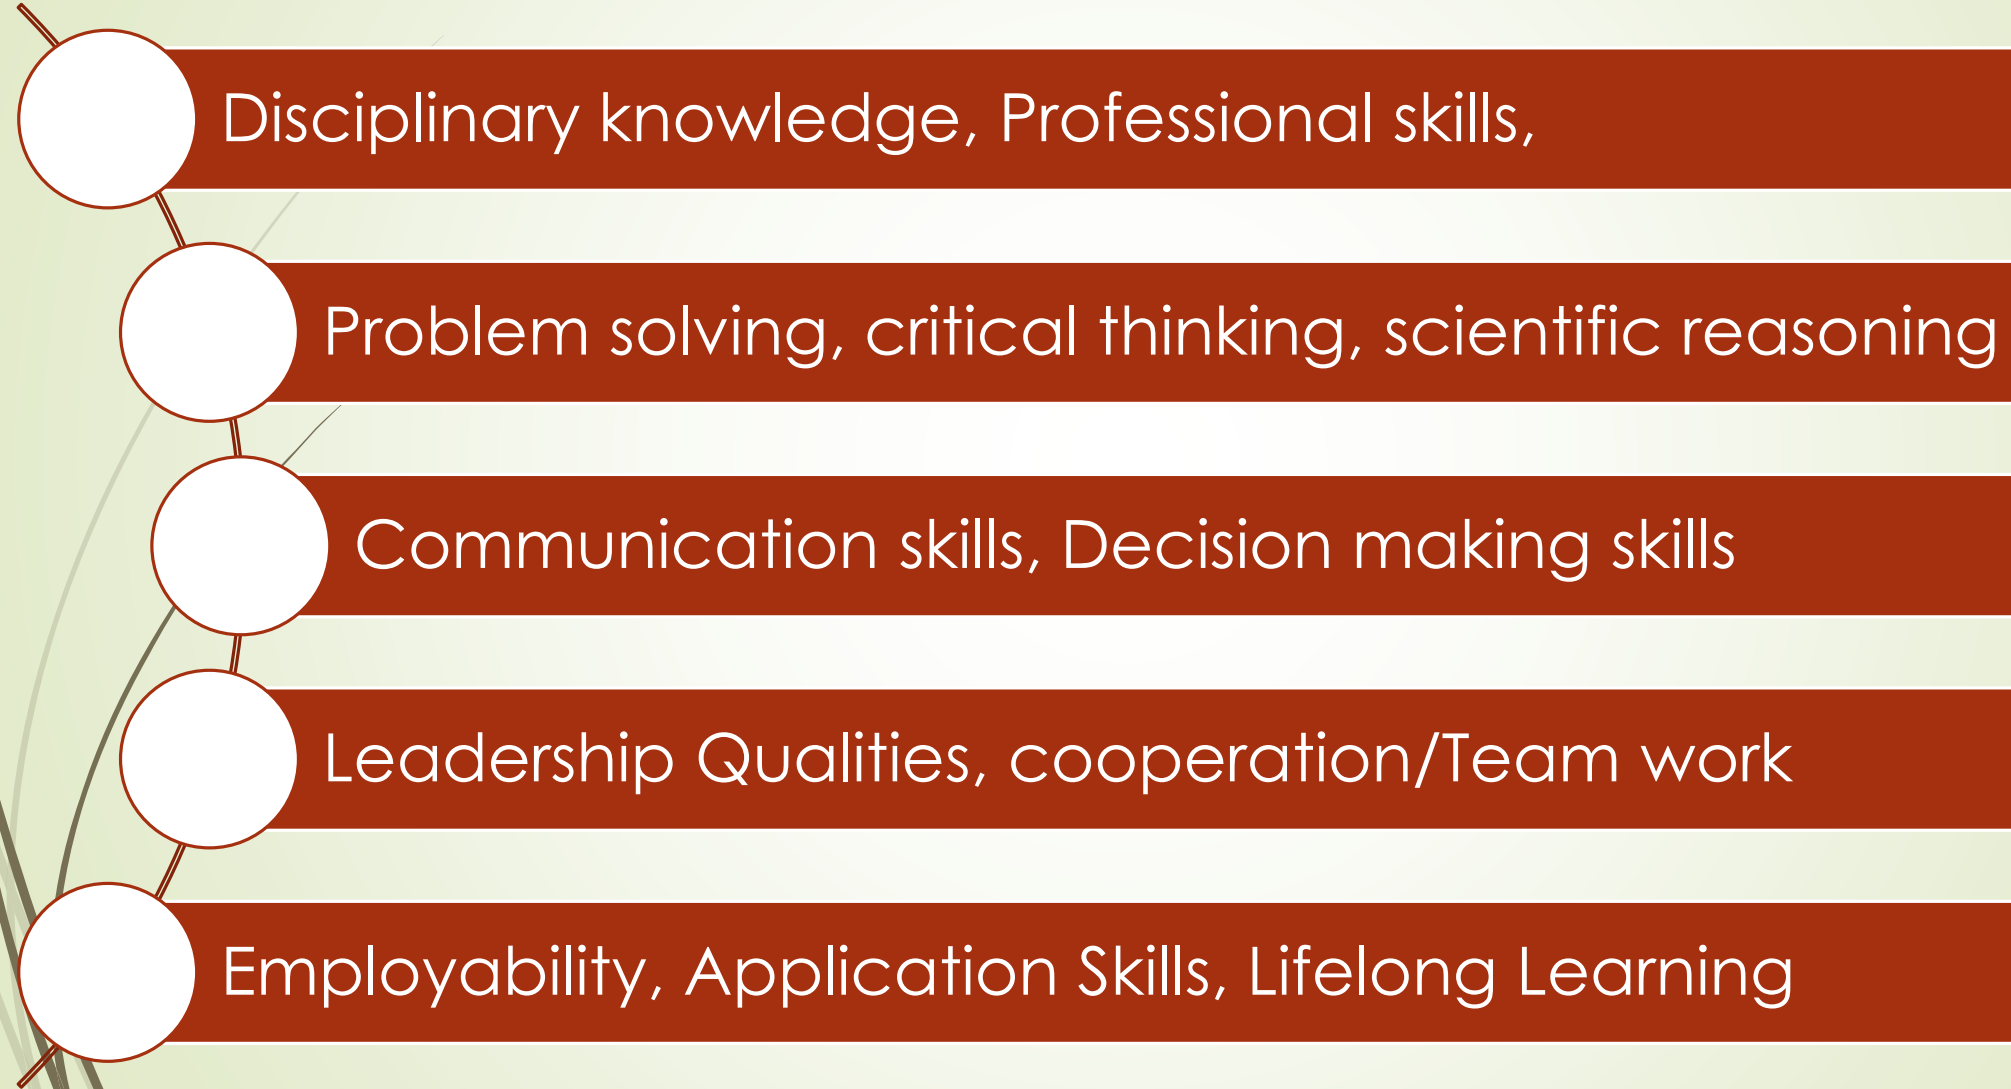 Disciplinary knowledge, Professional skills,
Problem solving, critical thinking, scientific reasoning
Communication skills, Decision making skills
Leadership Qualities, cooperation/Team work
Employability, Application Skills, Lifelong Learning